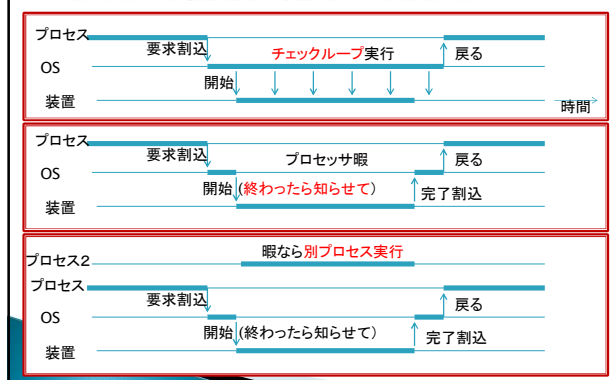 プロセス
要求割込
チェックループ実行
戻る
OS
開始
装置
時間
プロセス
要求割込
プロセッサ暇
戻る
OS
開始(終わったら知らせて)
完了割込
装置
暇なら別プロセス実行
プロセス2
プロセス
要求割込
戻る
OS
開始(終わったら知らせて)
完了割込
装置